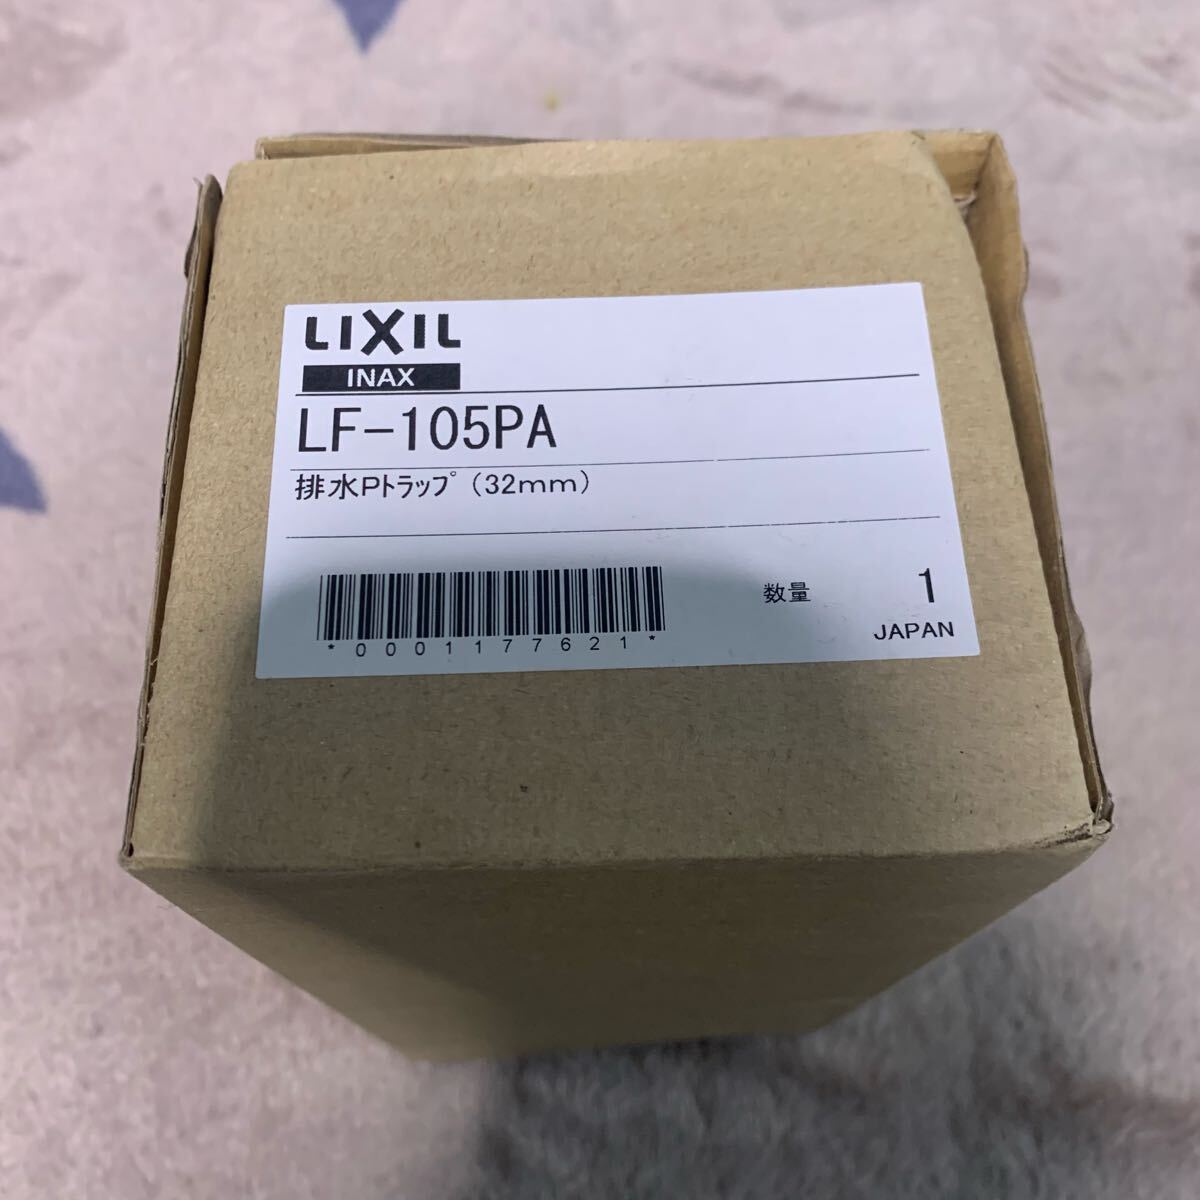 LIXIL
INAX
LF-105PA
排水Pﾄﾗｯﾌﾟ(32mm)
*0001177621*
数量 1
JAPAN